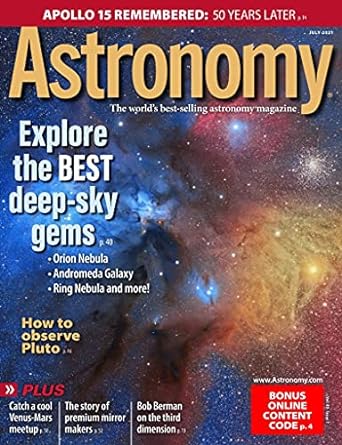 APOLLO 15 REMEMBERED: 50 YEARS LATER p. 14
JULY 2021
Astronomy
The world's best-selling astronomy magazine
Explore
the BEST
deep-sky
gems p. 40
• Orion Nebula
• Andromeda Galaxy
• Ring Nebula and more!
How to
observe
Pluto
» PLUS
Catch a cool
Venus-Mars
meetup
The story of
premium mirror
makers
Bob Berman
on the third
dimension
www.Astronomy.com
BONUS
ONLINE
CONTENT
CODE p. 4